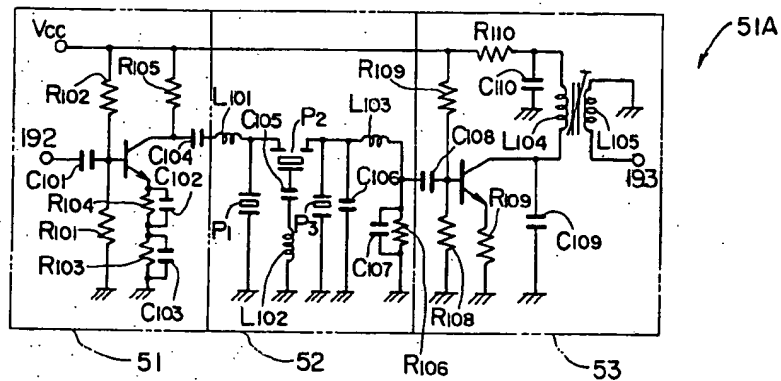 51A
Vcc
R110
R102
R105
R109
C110
L101
L103
C105
P2
C108
192
L104
L105
C104
193
C101
C102
C106
R104
P1
P3
R109
C109
R101
C107
R103
C103
L102
R108
51
52
R106
53